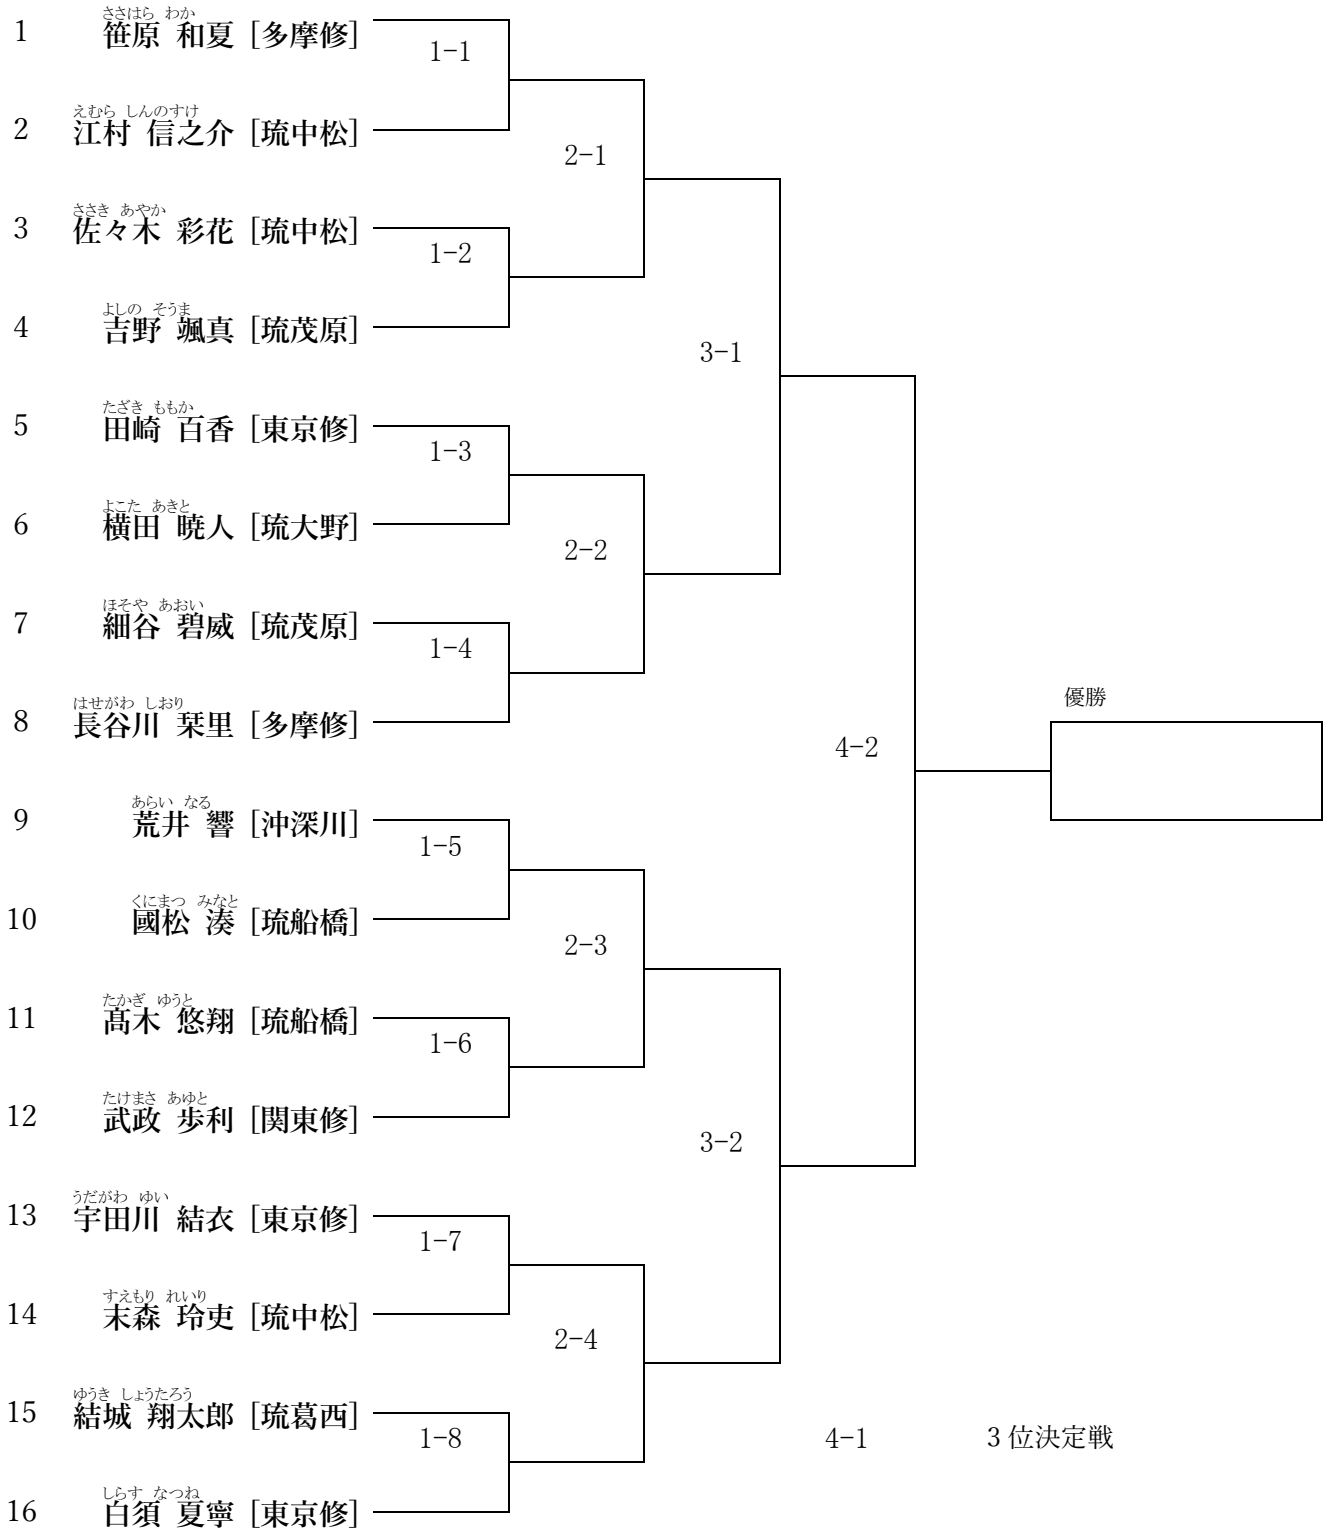 ささはら わか
1 笹原 和夏 [多摩修]
1-1
えむら しんのすけ
2 江村 信之介 [琉中松]
2-1
ささき あやか
3 佐々木 彩花 [琉中松]
1-2
よしの そうま
4 吉野 颯真 [琉茂原]
3-1
たざき ももか
5 田崎 百香 [東京修]
1-3
よこた あきと
6 横田 暁人 [琉大野]
2-2
ほそや あおい
7 細谷 碧威 [琉茂原]
1-4
はせがわ しおり
8 長谷川 栞里 [多摩修]
優勝
4-2
あらい なる
9 荒井 響 [沖深川]
1-5
くにまつ みなと
10 國松 湊 [琉船橋]
2-3
たかぎ ゆうと
11 髙木 悠翔 [琉船橋]
1-6
たけまさ あゆと
12 武政 歩利 [関東修]
3-2
うだがわ ゆい
13 宇田川 結衣 [東京修]
1-7
すえもり れいり
14 末森 玲吏 [琉中松]
2-4
ゆうき しょうたろう
15 結城 翔太郎 [琉葛西]
1-8
4-1 3位決定戦
しらす なつね
16 白須 夏寧 [東京修]